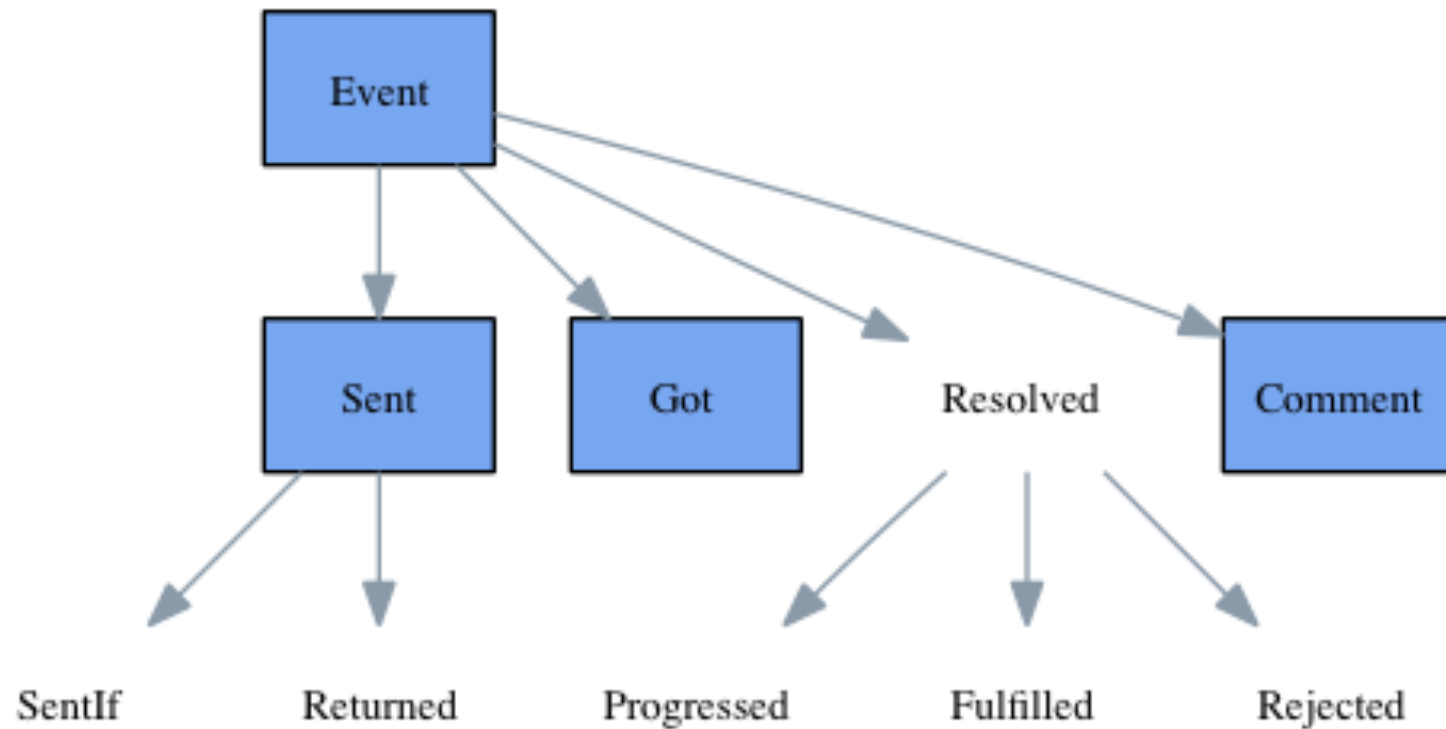 Event
Sent
Got
Resolved
Comment
SentIf
Returned
Progressed
Fulfilled
Rejected